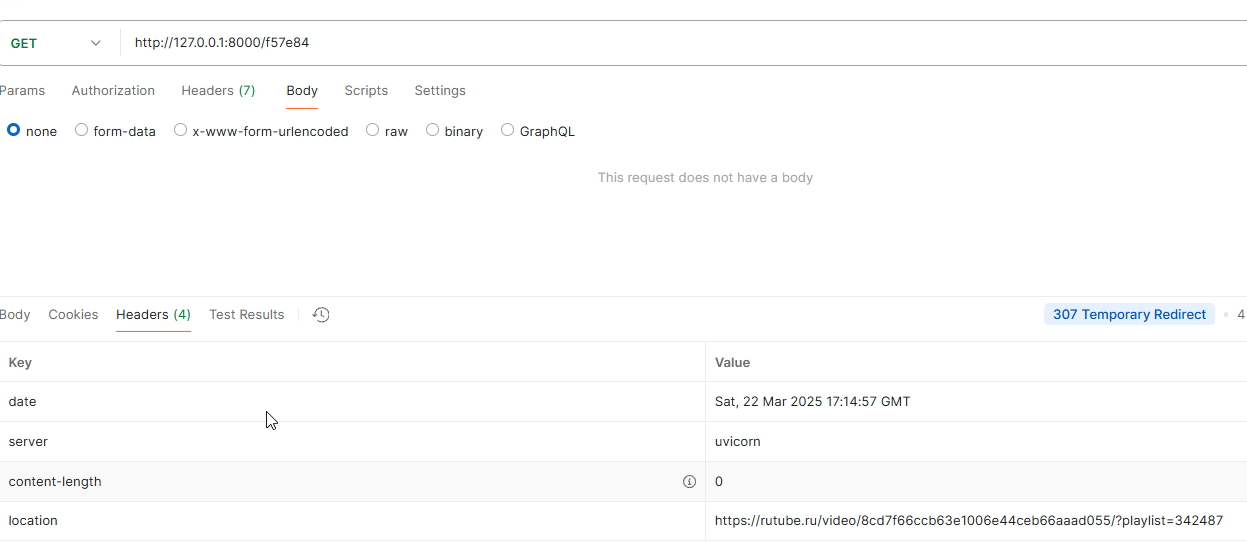 GET http://127.0.0.1:8000/f57e84
Params Authorization Headers (7) Body Scripts Settings
none form-data x-www-form-urlencoded raw binary GraphQL
This request does not have a body
Body Cookies Headers (4) Test Results 307 Temporary Redirect 4
Key Value
date Sat, 22 Mar 2025 17:14:57 GMT
server uvicorn
content-length 0
location https://rutube.ru/video/8cd7f66ccb63e1006e44ceb66aaad055/?playlist=342487